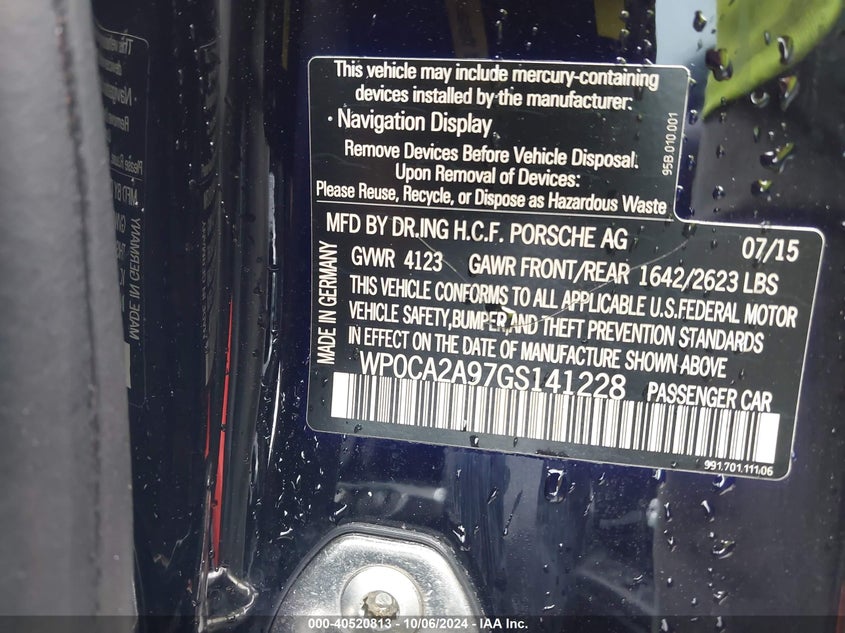 This vehicle may include mercury-containing
devices installed by the manufacturer:
· Navigation Display
Remove Devices Before Vehicle Disposal.
Upon Removal of Devices:
Please Reuse, Recycle, or Dispose as Hazardous Waste
95B 010 001
MFD BY DR.ING H.C.F. PORSCHE AG 07/15
GVWR 4123 GAWR FRONT/REAR 1642/2623 LBS
THIS VEHICLE CONFORMS TO ALL APPLICABLE U.S.FEDERAL MOTOR
VEHICLE SAFETY,BUMPER,AND THEFT PREVENTION STANDARDS
IN EFFECT ON THE DATE OF MANUFACTURE SHOWN ABOVE
WP0CA2A97GS141228 PASSENGER CAR
MADE IN GERMANY
991.701.111.06
000-40520813 - 10/06/2024 - IAA Inc.